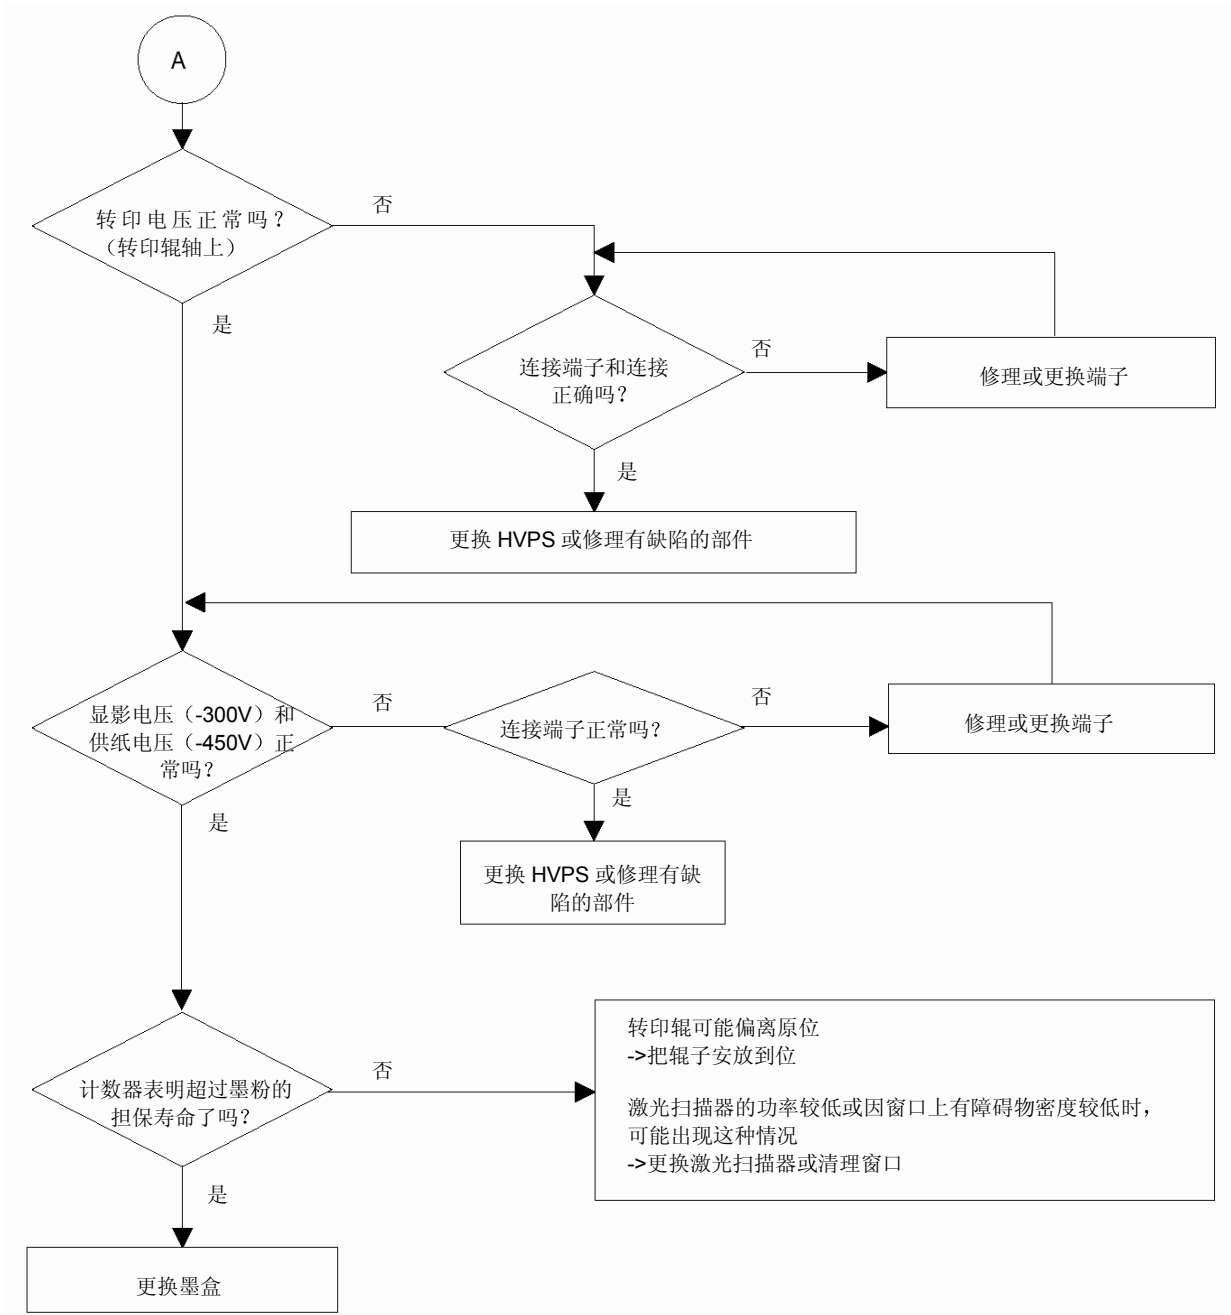 A
转印电压正常吗？
（转印辊轴上）
否
是
连接端子和连接
正确吗？
否
修理或更换端子
是
更换 HVPS 或修理有缺陷的部件
显影电压（-300V）和
供纸电压（-450V）正
常吗？
否
连接端子正常吗？
否
修理或更换端子
是
是
更换 HVPS 或修理有缺
陷的部件
计数器表明超过墨粉的
担保寿命了吗？
否
转印辊可能偏离原位
->把辊子安放到位
激光扫描器的功率较低或因窗口上有障碍物密度较低时，
可能出现这种情况
->更换激光扫描器或清理窗口
是
更换墨盒